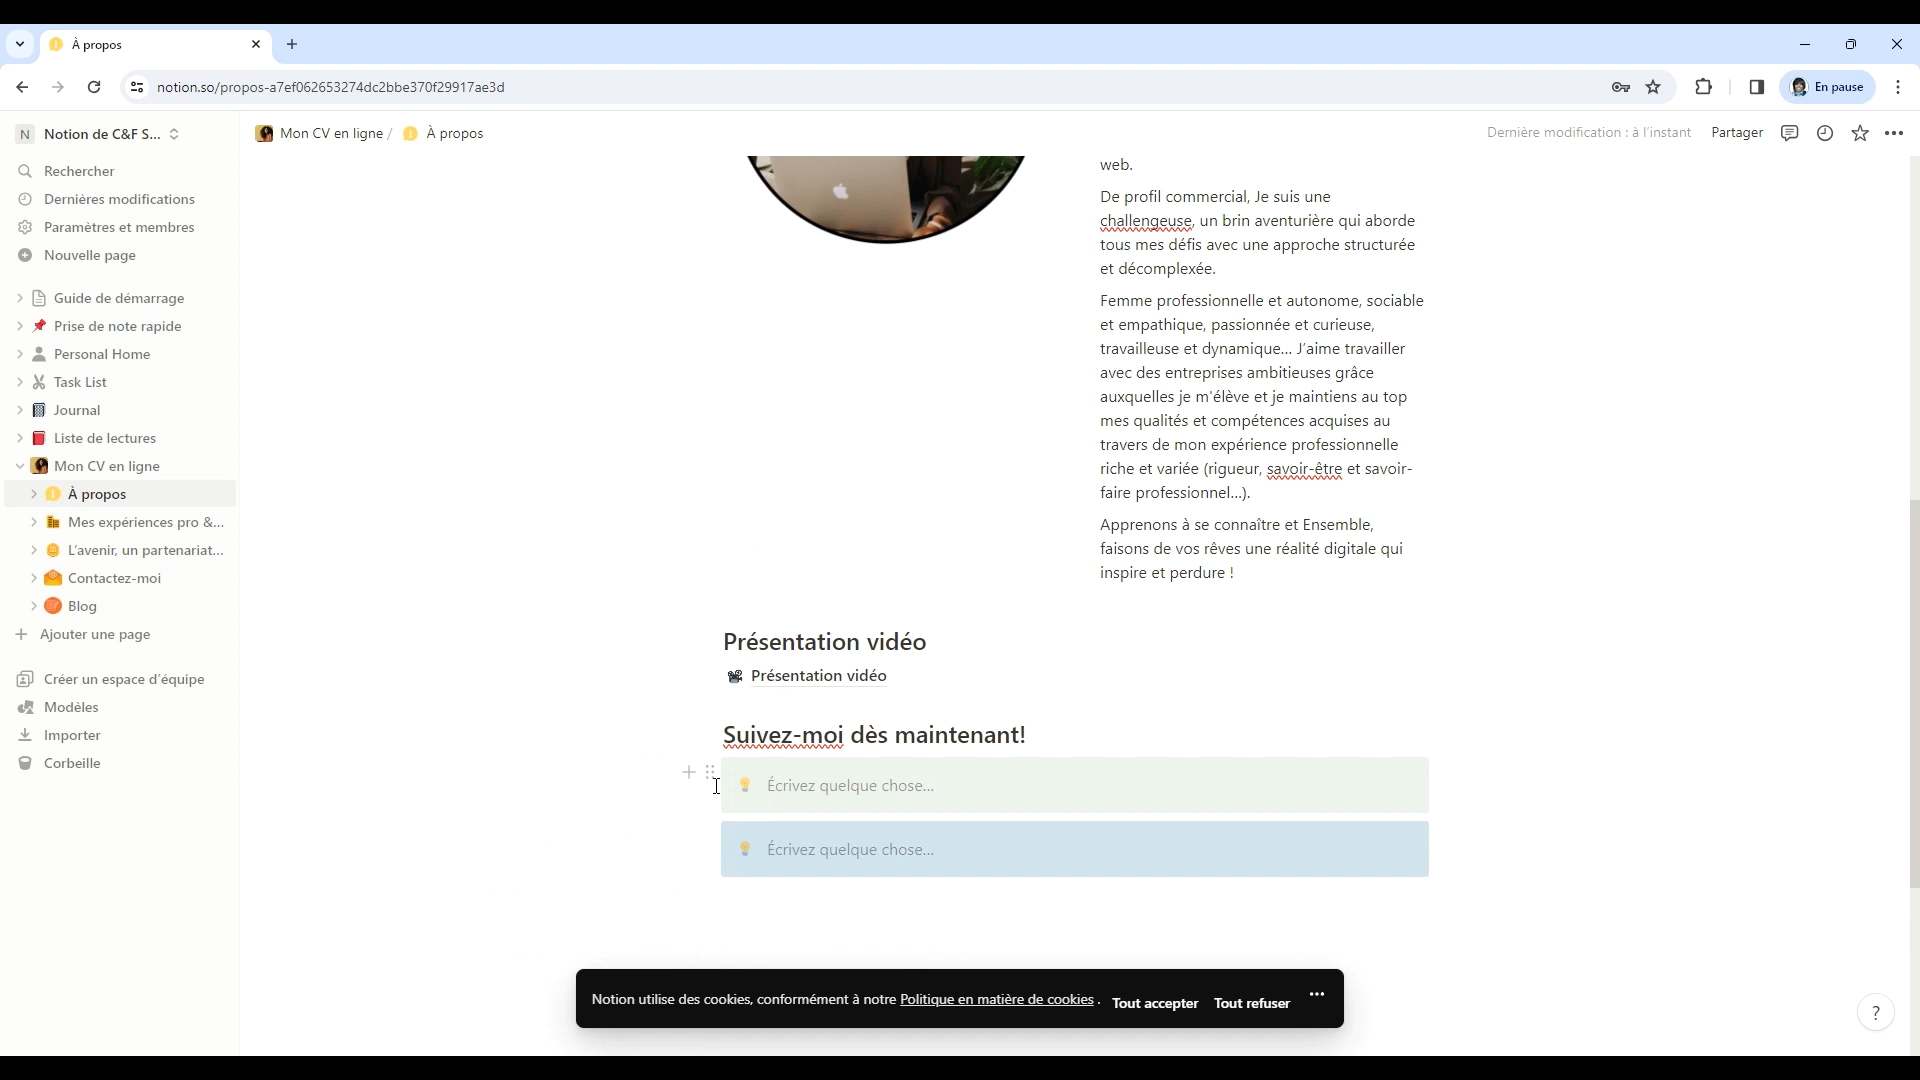 À propos
notion.so/propos-a7ef062653274dc2bbe370f29917ae3d
En pause
N Notion de C&F S...
Mon CV en ligne / À propos
Dernière modification : à l'instant Partager
Rechercher
Dernières modifications
Paramètres et membres
Nouvelle page
Guide de démarrage
Prise de note rapide
Personal Home
Task List
Journal
Liste de lectures
Mon CV en ligne
À propos
Mes expériences pro &...
L'avenir, un partenariat...
Contactez-moi
Blog
Ajouter une page
Créer un espace d'équipe
Modèles
Importer
Corbeille
web.
De profil commercial, Je suis une
challengeuse, un brin aventurière qui aborde
tous mes défis avec une approche structurée
et décomplexée.
Femme professionnelle et autonome, sociable
et empathique, passionnée et curieuse,
travailleuse et dynamique... J'aime travailler
avec des entreprises ambitieuses grâce
auxquelles je m'élève et je maintiens au top
mes qualités et compétences acquises au
travers de mon expérience professionnelle
riche et variée (rigueur, savoir-être et savoir-
faire professionnel...).
Apprenons à se connaître et Ensemble,
faisons de vos rêves une réalité digitale qui
inspire et perdure !
Présentation vidéo
Présentation vidéo
Suivez-moi dès maintenant!
Écrivez quelque chose...
Écrivez quelque chose...
Notion utilise des cookies, conformément à notre Politique en matière de cookies . Tout accepter Tout refuser
?